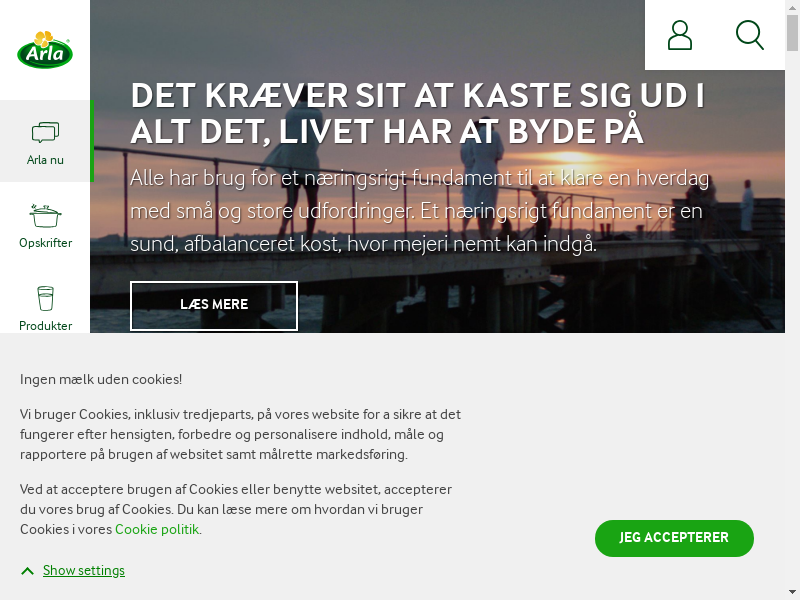 Arla
DET KRÆVER SIT AT KASTE SIG UD I
ALT DET, LIVET HAR AT BYDE PÅ
Alle har brug for et næringsrigt fundament til at klare en hverdag
med små og store udfordringer. Et næringsrigt fundament er en
sund, afbalanceret kost, hvor mejeri nemt kan indgå.
LÆS MERE
Arla nu
Opskrifter
Produkter
Ingen mælk uden cookies!
Vi bruger Cookies, inklusiv tredjeparts, på vores website for a sikre at det
fungerer efter hensigten, forbedre og personalisere indhold, måle og
rapportere på brugen af websitet samt målrette markedsføring.
Ved at acceptere brugen af Cookies eller benytte websitet, accepterer
du vores brug af Cookies. Du kan læse mere om hvordan vi bruger
Cookies i vores Cookie politik.
JEG ACCEPTERER
Show settings